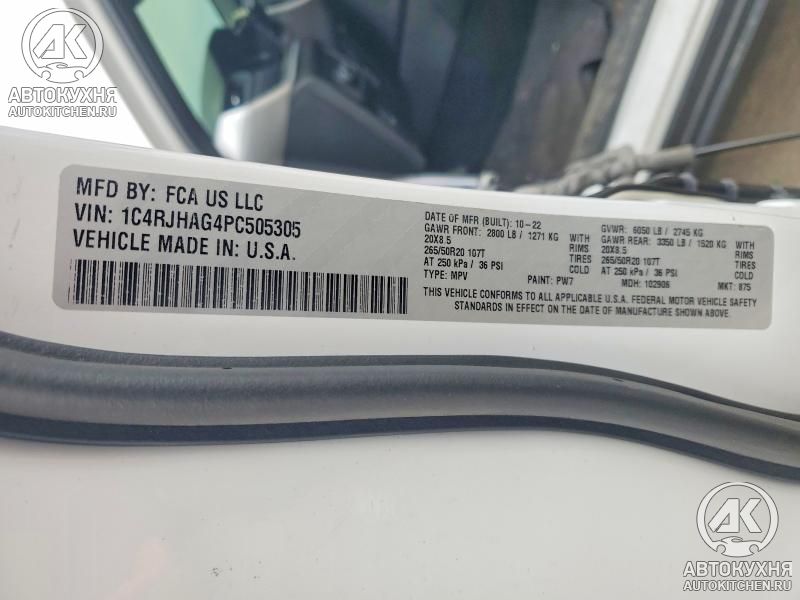 АК
АВТОКУХНЯ
AUTOKITCHEN.RU
MFD BY: FCA US LLC
VIN: 1C4RJHAG4PC505305
VEHICLE MADE IN: U.S.A.
DATE OF MFR (BUILT): 10-22 GVWR: 6050 LB / 2745 KG
GAWR FRONT: 2800 LB / 1271 KG WITH GAWR REAR: 3350 LB / 1520 KG WITH
20X8.5 RIMS 20X8.5 RIMS
265/50R20 107T TIRES 265/50R20 107T TIRES
AT 250 kPa / 36 PSI COLD AT 250 kPa / 36 PSI COLD
TYPE: MPV PAINT: PW7 MDH: 102906 MKT: 875
THIS VEHICLE CONFORMS TO ALL APPLICABLE U.S.A. FEDERAL MOTOR VEHICLE SAFETY
STANDARDS IN EFFECT ON THE DATE OF MANUFACTURE SHOWN ABOVE.
АК
АВТОКУХНЯ
AUTOKITCHEN.RU